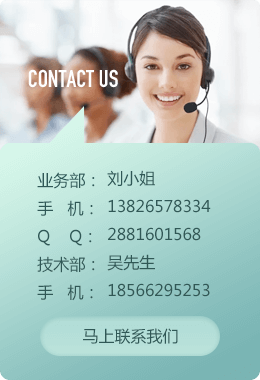 CONTACT US
业务部： 刘小姐
手 机： 13826578334
Q Q： 2881601568
技术部： 吴先生
手 机： 18566295253
马上联系我们